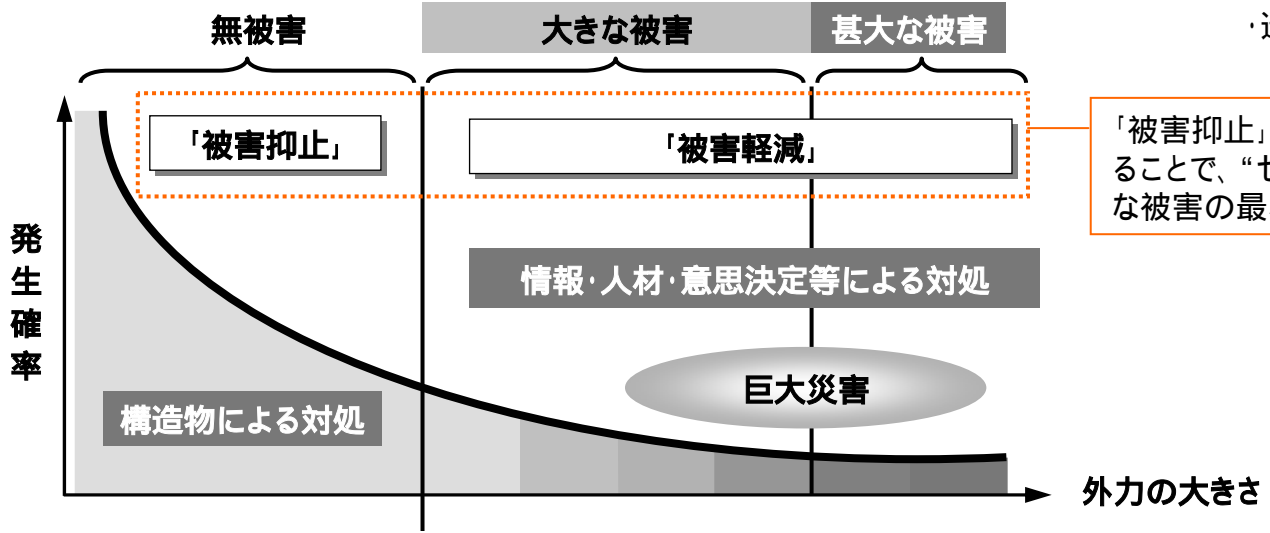 無被害
大きな被害
甚大な被害
「被害抑止」
「被害軽減」
「被害抑止」
ることで、“
な被害の最
発生確率
情報・人材・意思決定等による対処
巨大災害
構造物による対処
外力の大きさ